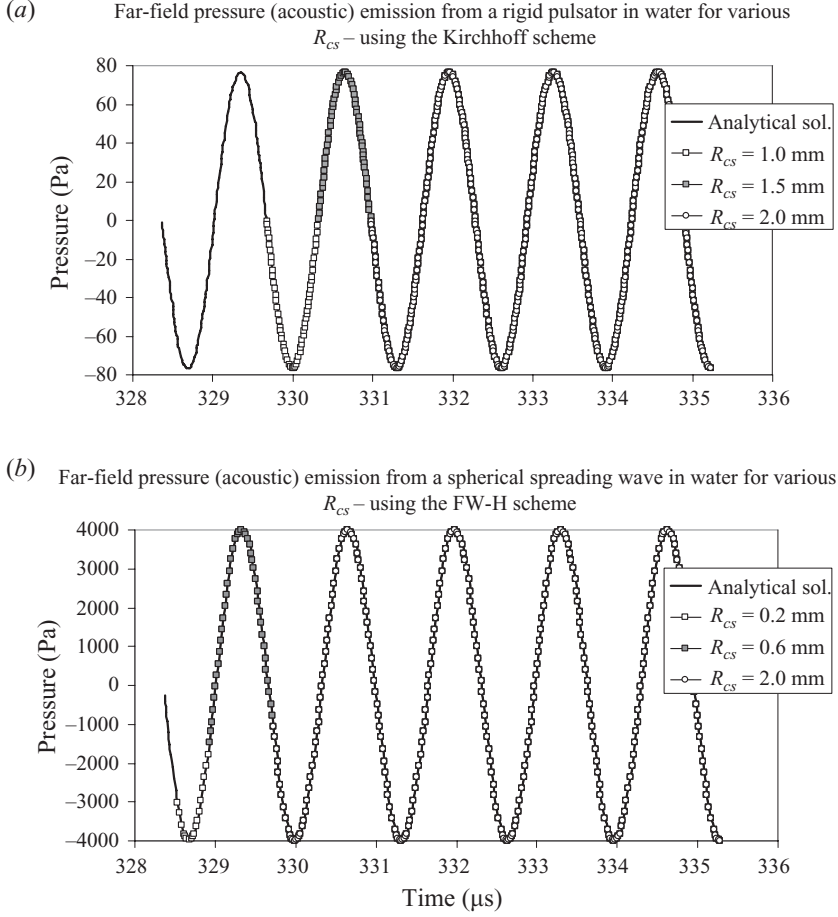 (a)
Far-field pressure (acoustic) emission from a rigid pulsator in water for various
R_cs – using the Kirchhoff scheme
80
60
40
20
0
–20
–40
–60
–80
Pressure (Pa)
328 329 330 331 332 333 334 335 336
Analytical sol.
R_cs = 1.0 mm
R_cs = 1.5 mm
R_cs = 2.0 mm
(b)
Far-field pressure (acoustic) emission from a spherical spreading wave in water for various
R_cs – using the FW-H scheme
4000
3000
2000
1000
0
–1000
–2000
–3000
–4000
Pressure (Pa)
328 329 330 331 332 333 334 335 336
Time (μs)
Analytical sol.
R_cs = 0.2 mm
R_cs = 0.6 mm
R_cs = 2.0 mm